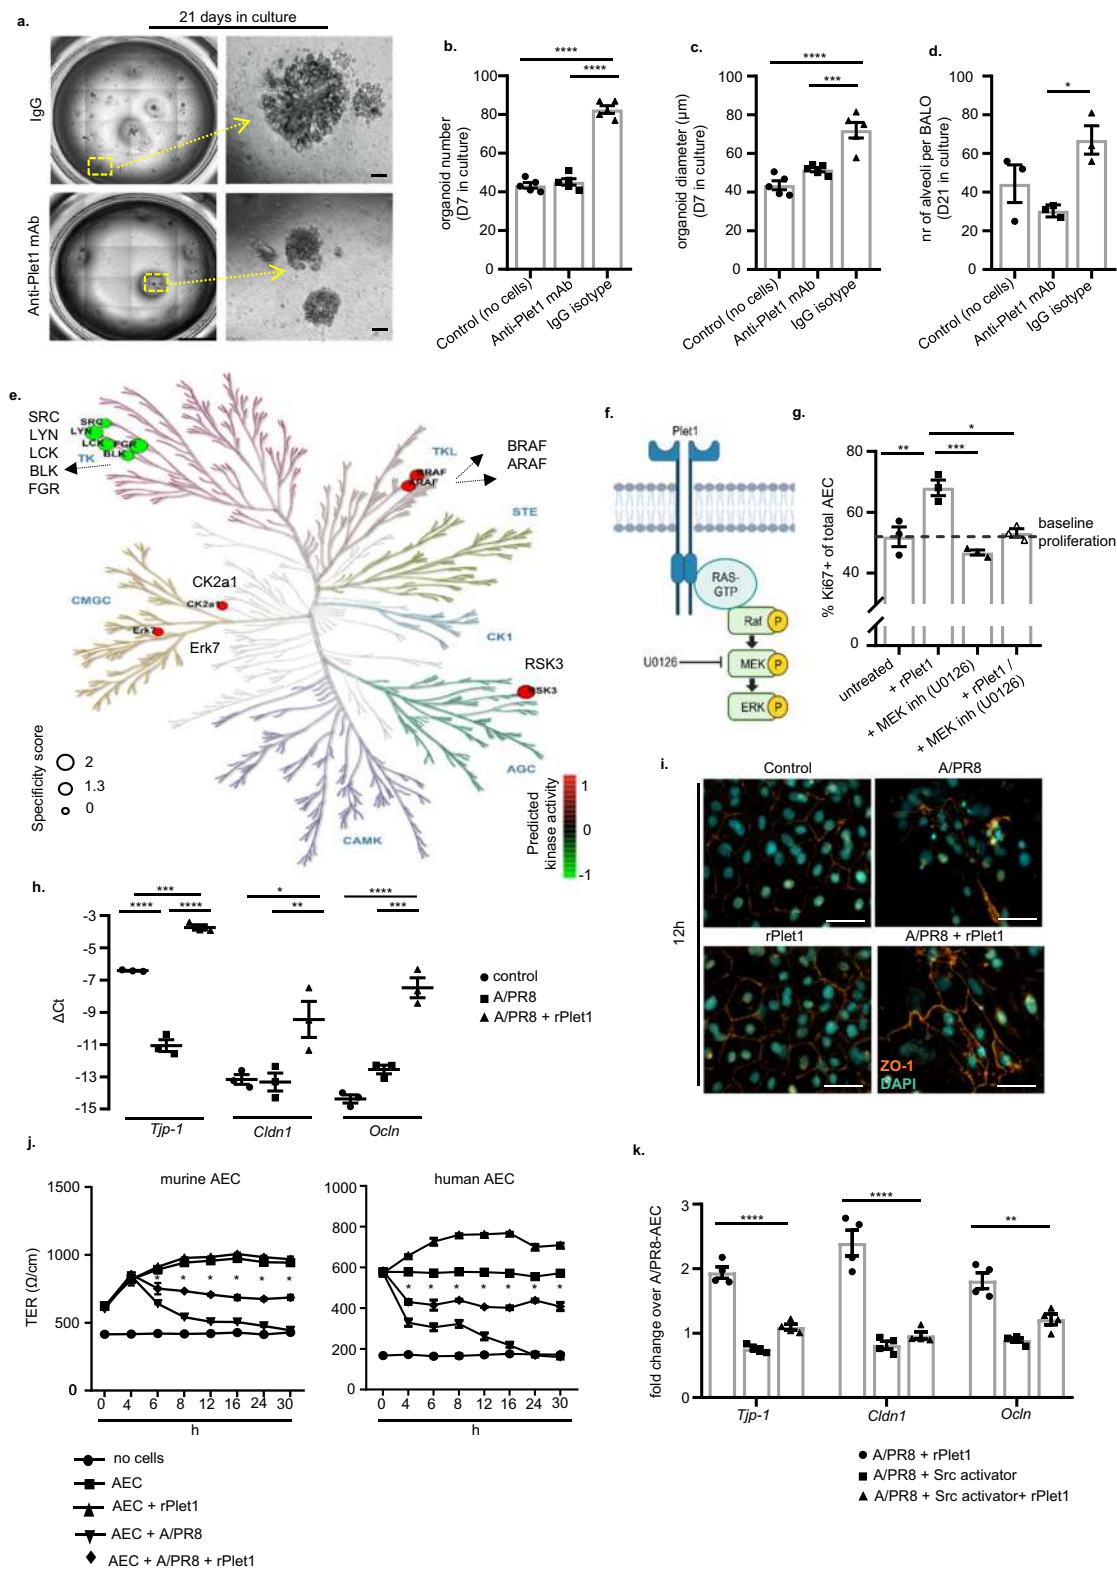 a.
21 days in culture
IgG
Anti-Plet1 mAb
b.
****
****
100
80
60
40
20
0
organoid number
(D7 in culture)
Control (no cells)
Anti-Plet1 mAb
IgG isotype
c.
****
***
100
80
60
40
20
0
organoid diameter (µm)
(D7 in culture)
Control (no cells)
Anti-Plet1 mAb
IgG isotype
d.
*
100
80
60
40
20
0
nr of alveoli per BALO
(D21 in culture)
Control (no cells)
Anti-Plet1 mAb
IgG isotype
e.
SRC
LYN
LCK
BLK
FGR
SRC
LYN
LCK
FGR
BLK
TK
TKL
BRAF
ARAF
BRAF
ARAF
STE
CK2a1
CK2a1
CMGC
Erk7
Erk7
CK1
RSK3
RSK3
AGC
CAMK
Specificity score
2
1.3
0
Predicted
kinase activity
1
0
-1
f.
Plet1
RAS-
GTP
Raf P
U0126
MEK P
ERK P
g.
*
** ***
80
60
40
0
% Ki67+ of total AEC
baseline
proliferation
untreated
+ rPlet1
+ MEK inh (U0126)
+ rPlet1 /
+ MEK inh (U0126)
h.
***
**** ****
*
**
****
***
-3
-5
-7
-9
-11
-13
-15
ΔCt
control
A/PR8
A/PR8 + rPlet1
Tjp-1
Cldn1
Ocln
i.
Control
A/PR8
12h
rPlet1
A/PR8 + rPlet1
ZO-1
DAPI
j.
murine AEC
1500
1000
500
0
TER (Ω/cm)
* * * * * *
0 4 6 8 12 16 24 30
h
human AEC
1000
800
600
400
200
0
* * * * * * *
0 4 6 8 12 16 24 30
h
no cells
AEC
AEC + rPlet1
AEC + A/PR8
AEC + A/PR8 + rPlet1
k.
****
****
**
3
2
1
0
fold change over A/PR8-AEC
Tjp-1
Cldn1
Ocln
A/PR8 + rPlet1
A/PR8 + Src activator
A/PR8 + Src activator+ rPlet1